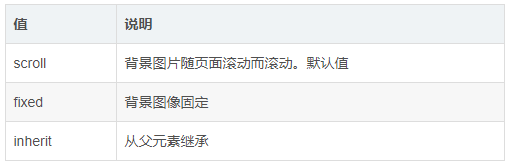 值 说明
scroll 背景图片随页面滚动而滚动。默认值
fixed 背景图像固定
inherit 从父元素继承